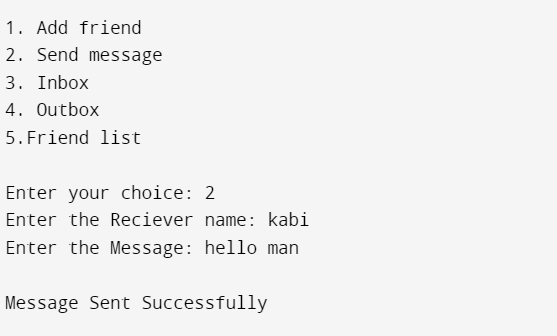 1. Add friend
2. Send message
3. Inbox
4. Outbox
5.Friend list
Enter your choice: 2
Enter the Reciever name: kabi
Enter the Message: hello man
Message Sent Successfully